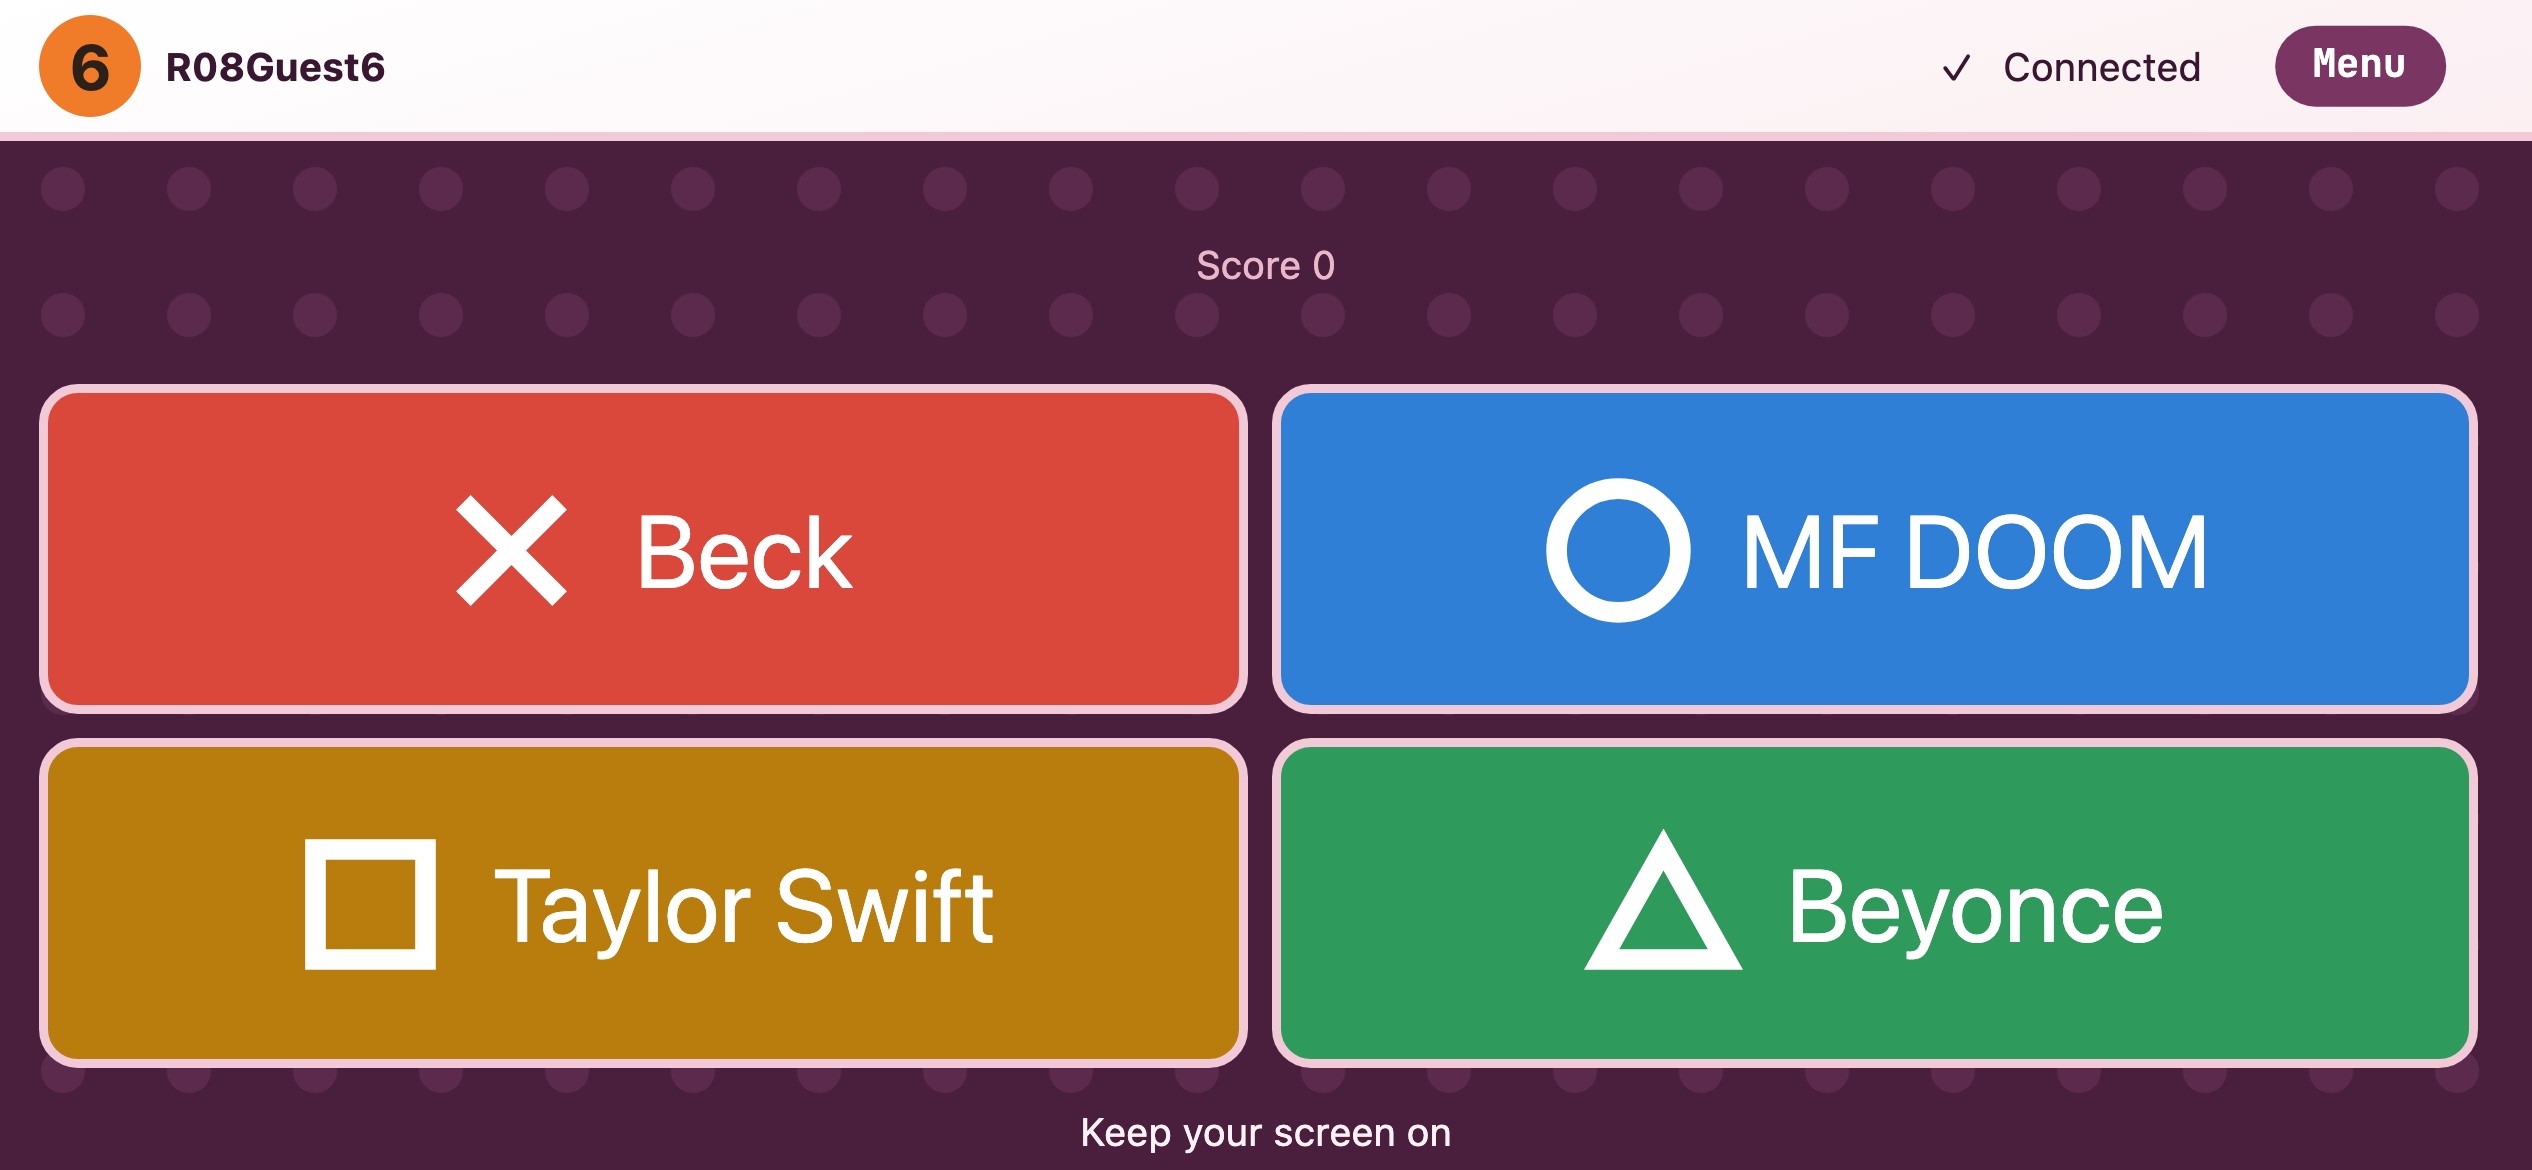 6 R08Guest6 ✓ Connected Menu
Score 0
Beck
MF DOOM
Taylor Swift
Beyonce
Keep your screen on